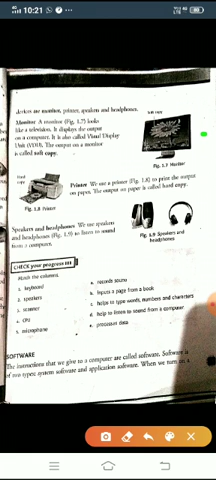 10:21
devices are monitor, printer, speakers and headphones.
Soft copy
Monitor A monitor (Fig. 1.7) looks
like a television. It displays the output
on a computer. It is also called Visual Display
Unit (VDU). The output on a monitor
is called soft copy.
Fig. 1.7 Monitor
Hard
copy
Printer We use a printer (Fig. 1.8) to print the output
on paper. The output on paper is called hard copy.
Fig. 1.8 Printer
Speakers and headphones We use speakers
and headphones (Fig. 1.9) to listen to sound
from a computer.
Fig. 1.9 Speakers and
headphones
CHECK your progress
Match the columns.
1. keyboard a. records sound
2. speakers b. inputs a page from a book
3. scanner c. helps to type words, numbers and characters
4. CPU d. help to listen to sound from a computer
5. microphone e. processes data
SOFTWARE
The instructions that we give to a computer are called software. Software is
of two types: system software and application software. When we turn on a